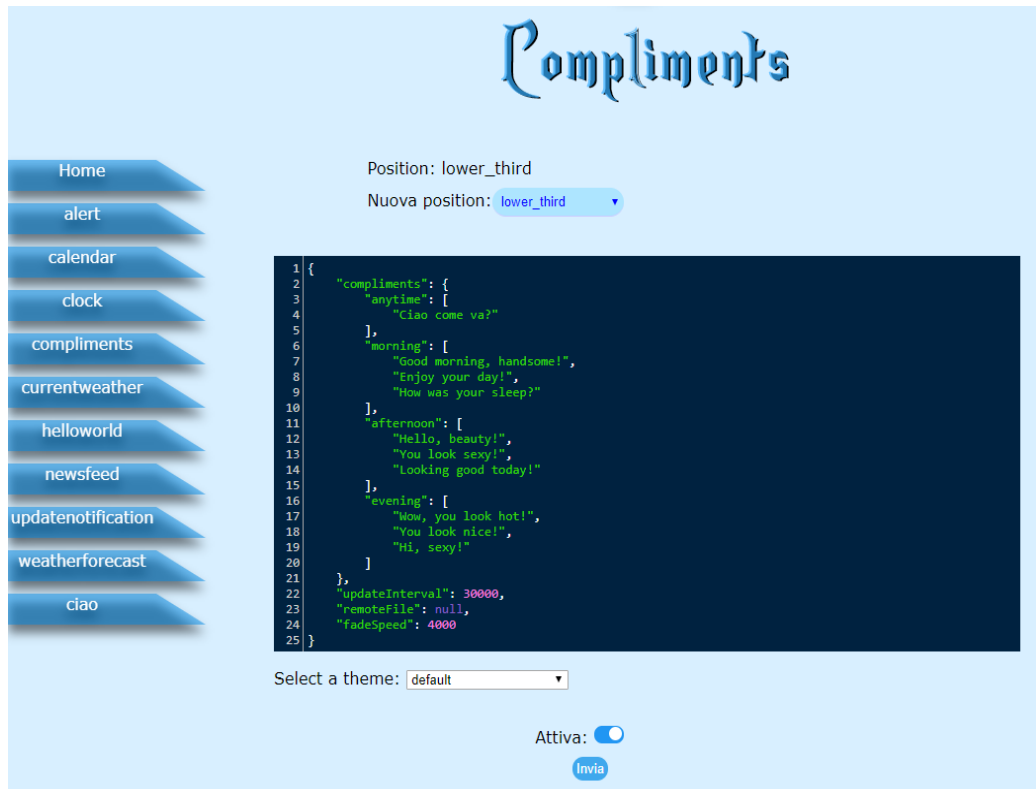 Compliments
Home
alert
calendar
clock
compliments
currentweather
helloworld
newsfeed
updatenotification
weatherforecast
ciao
Position: lower_third
Nuova position: lower_third
1 {
2 "compliments": {
3 "anytime": [
4 "Ciao come va?"
5 ],
6 "morning": [
7 "Good morning, handsome!",
8 "Enjoy your day!",
9 "How was your sleep?"
10 ],
11 "afternoon": [
12 "Hello, beauty!",
13 "You look sexy!",
14 "Looking good today!"
15 ],
16 "evening": [
17 "Wow, you look hot!",
18 "You look nice!",
19 "Hi, sexy!"
20 ]
21 },
22 "updateInterval": 30000,
23 "remoteFile": null,
24 "fadeSpeed": 4000
25 }
Select a theme: default
Attiva:
Invia